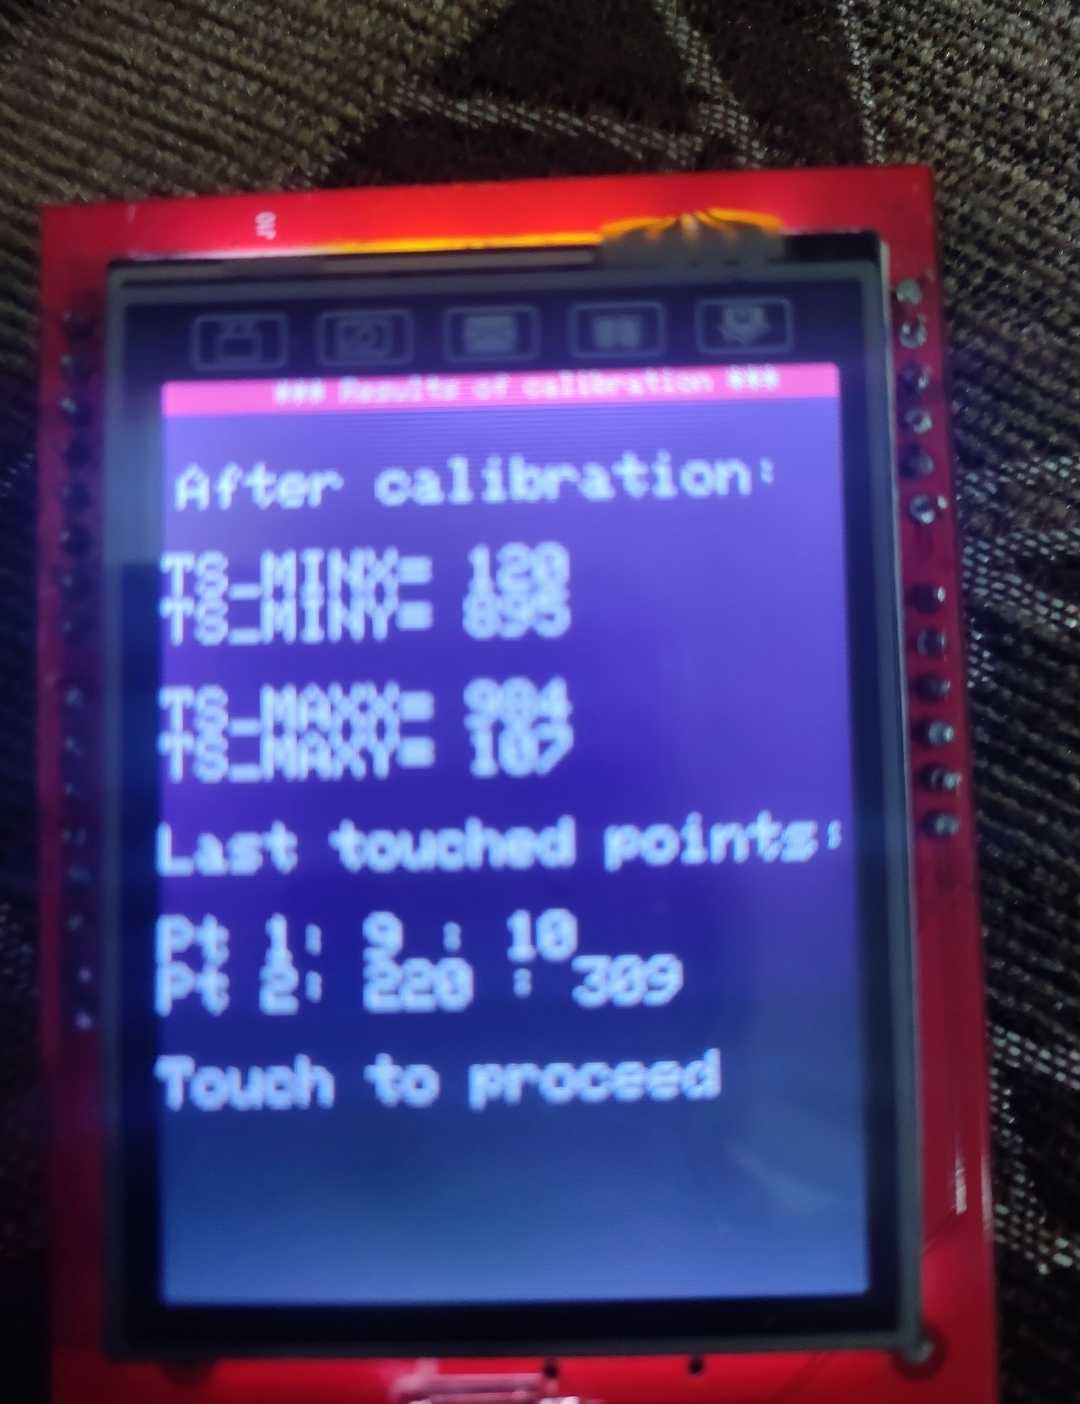 ### Results of calibration ###
After calibration:
TS_MINX= 120
TS_MINY= 895
TS_MAXX= 904
TS_MAXY= 107
Last touched points:
Pt 1: 9 : 10
Pt 2: 220 : 309
Touch to proceed